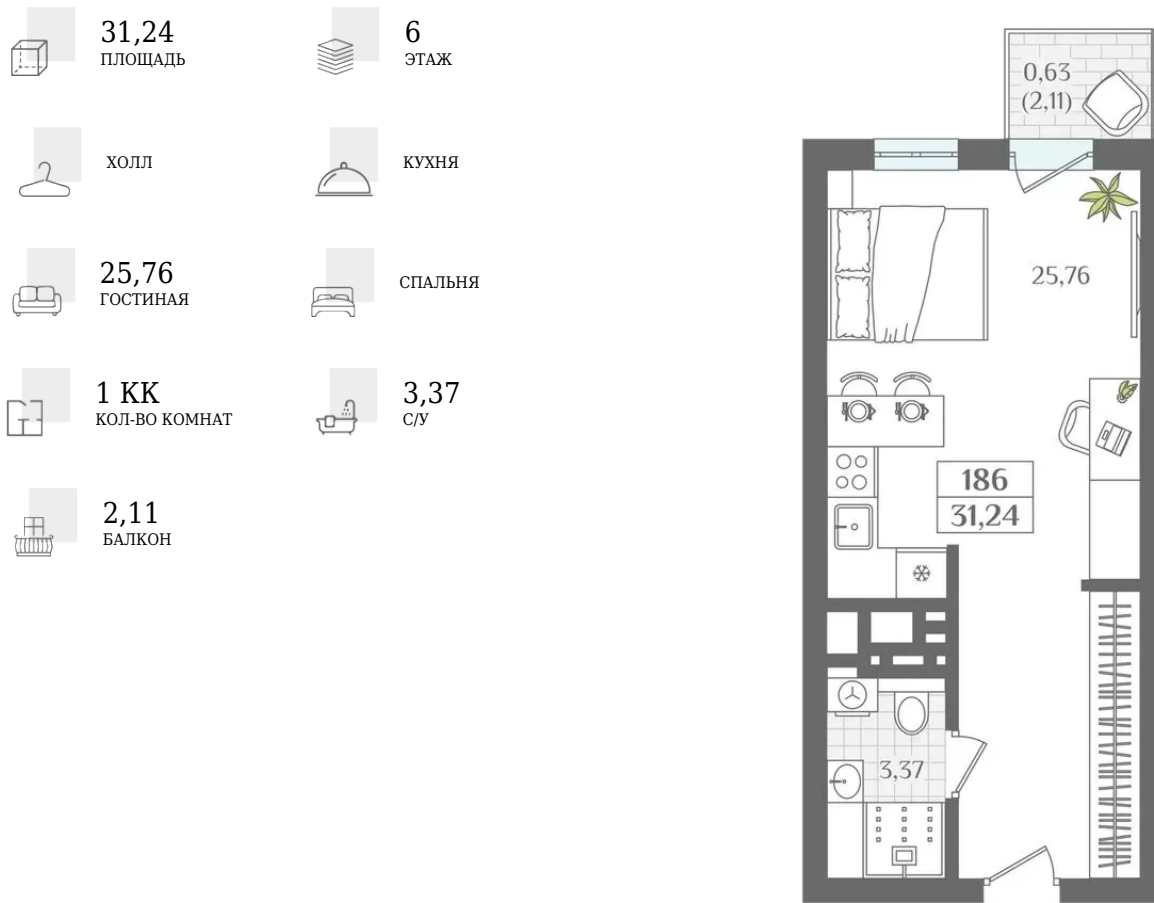 31,24
ПЛОЩАДЬ
6
ЭТАЖ
ХОЛЛ
КУХНЯ
25,76
ГОСТИНАЯ
СПАЛЬНЯ
1 КК
КОЛ-ВО КОМНАТ
3,37
С/У
2,11
БАЛКОН
0,63
(2,11)
25,76
186
31,24
3,37